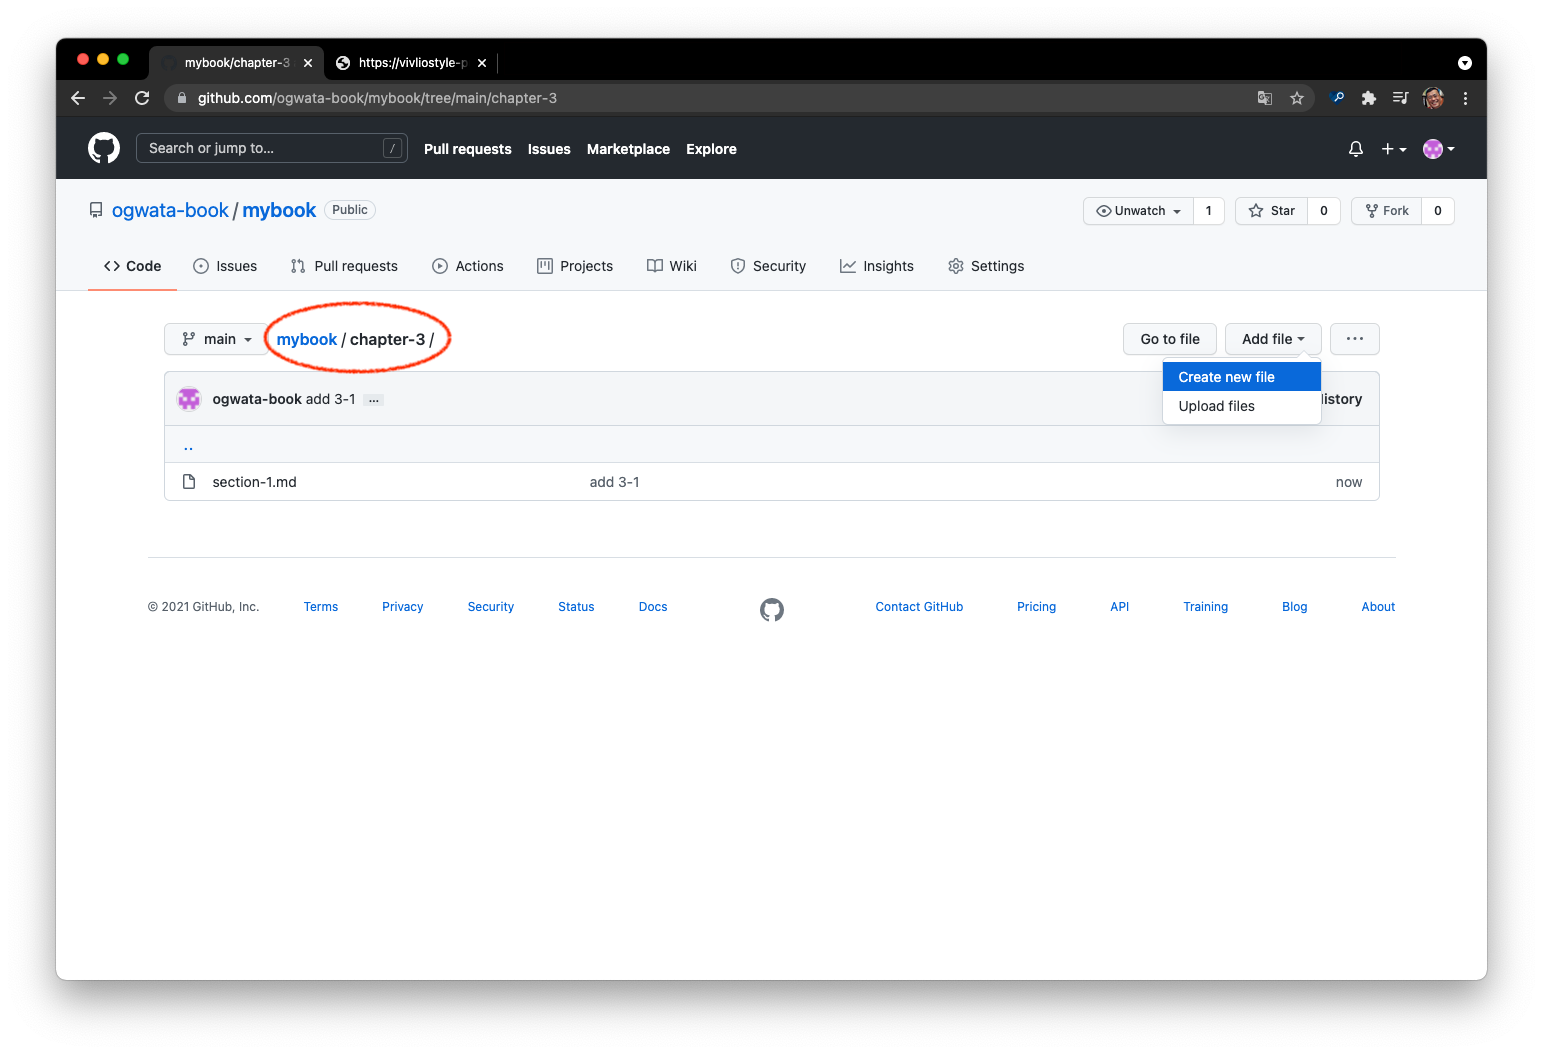 mybook/chapter-3
https://vivliostyle-p
github.com/ogwata-book/mybook/tree/main/chapter-3
Search or jump to... /
Pull requests Issues Marketplace Explore
ogwata-book / mybook Public
Unwatch 1 Star 0 Fork 0
Code Issues Pull requests Actions Projects Wiki Security Insights Settings
main mybook / chapter-3 / Go to file Add file ...
Create new file
Upload files
ogwata-book add 3-1 ... istory
..
section-1.md add 3-1 now
© 2021 GitHub, Inc. Terms Privacy Security Status Docs Contact GitHub Pricing API Training Blog About